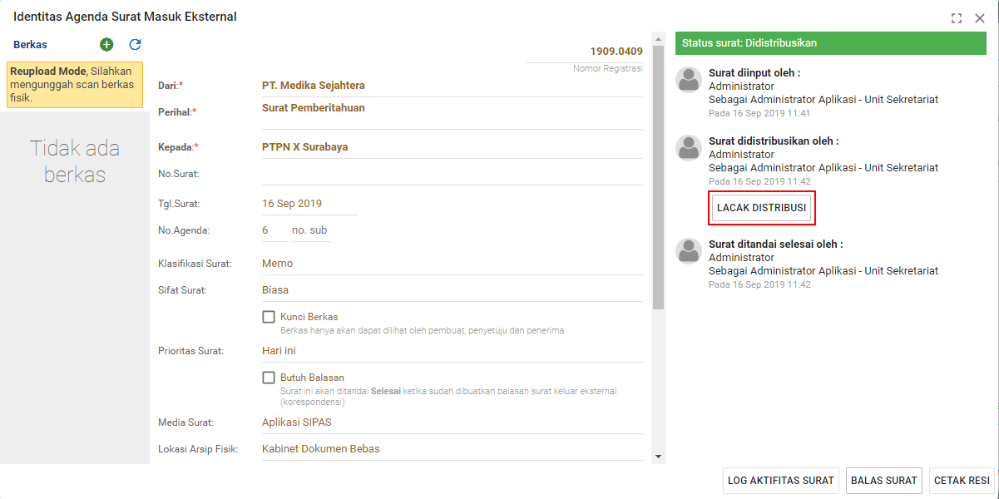 Identitas Agenda Surat Masuk Eksternal
Berkas
Reupload Mode, Silahkan
mengunggah scan berkas
fisik.
Tidak ada
berkas
1909.0409
Nomor Registrasi
Dari:*
PT. Medika Sejahtera
Perihal:*
Surat Pemberitahuan
Kepada:*
PTPN X Surabaya
No.Surat:
Tgl.Surat:
16 Sep 2019
No.Agenda:
6 no. sub
Klasifikasi Surat:
Memo
Sifat Surat:
Biasa
Kunci Berkas
Berkas hanya akan dapat dilihat oleh pembuat, penyetuju dan penerima
Prioritas Surat:
Hari ini
Butuh Balasan
Surat ini akan ditandai Selesai ketika sudah dibuatkan balasan surat keluar eksternal
(korespondensi)
Media Surat:
Aplikasi SIPAS
Lokasi Arsip Fisik:
Kabinet Dokumen Bebas
Status surat: Didistribusikan
Surat diinput oleh :
Administrator
Sebagai Administrator Aplikasi - Unit Sekretariat
Pada 16 Sep 2019 11:41
Surat didistribusikan oleh :
Administrator
Sebagai Administrator Aplikasi - Unit Sekretariat
Pada 16 Sep 2019 11:42
LACAK DISTRIBUSI
Surat ditandai selesai oleh :
Administrator
Sebagai Administrator Aplikasi - Unit Sekretariat
Pada 16 Sep 2019 11:42
LOG AKTIFITAS SURAT
BALAS SURAT
CETAK RESI